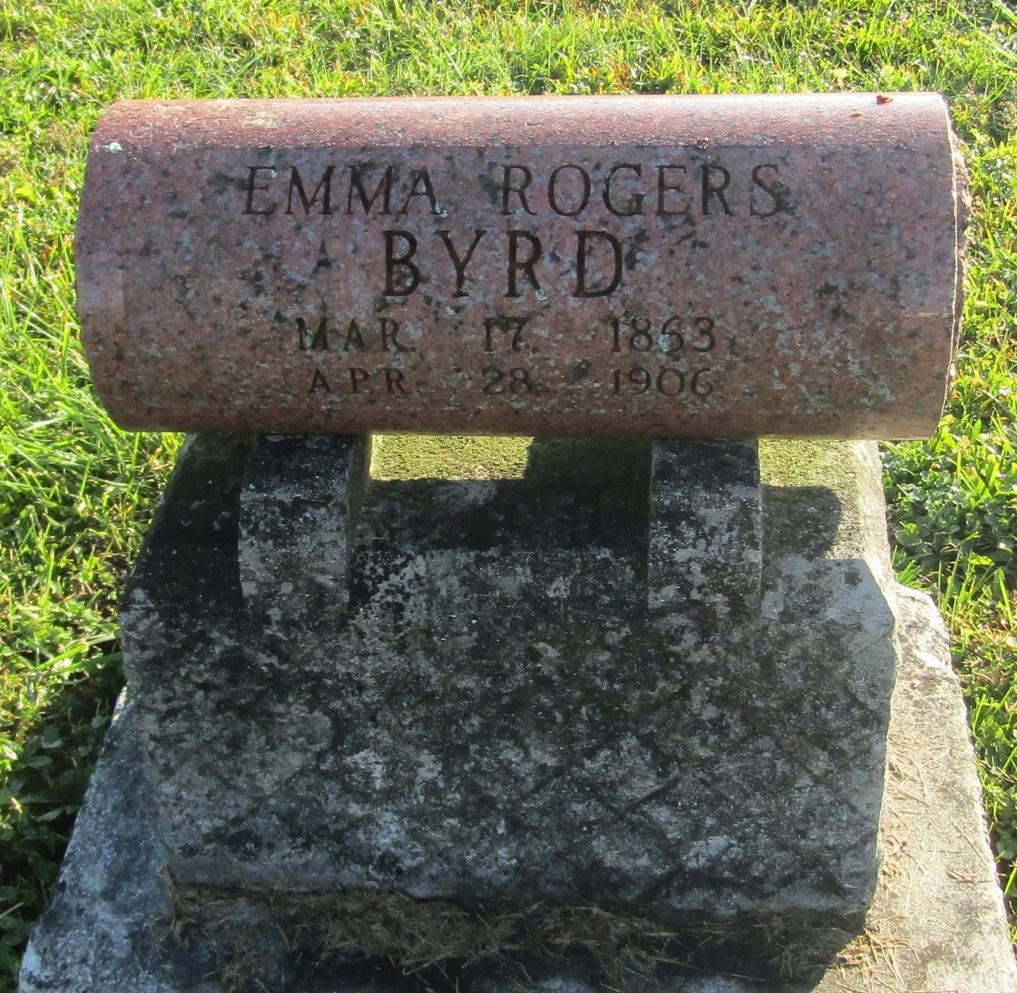 EMMA ROGERS
BYRD
MAR. 17. 1863
APR. 28. 1906